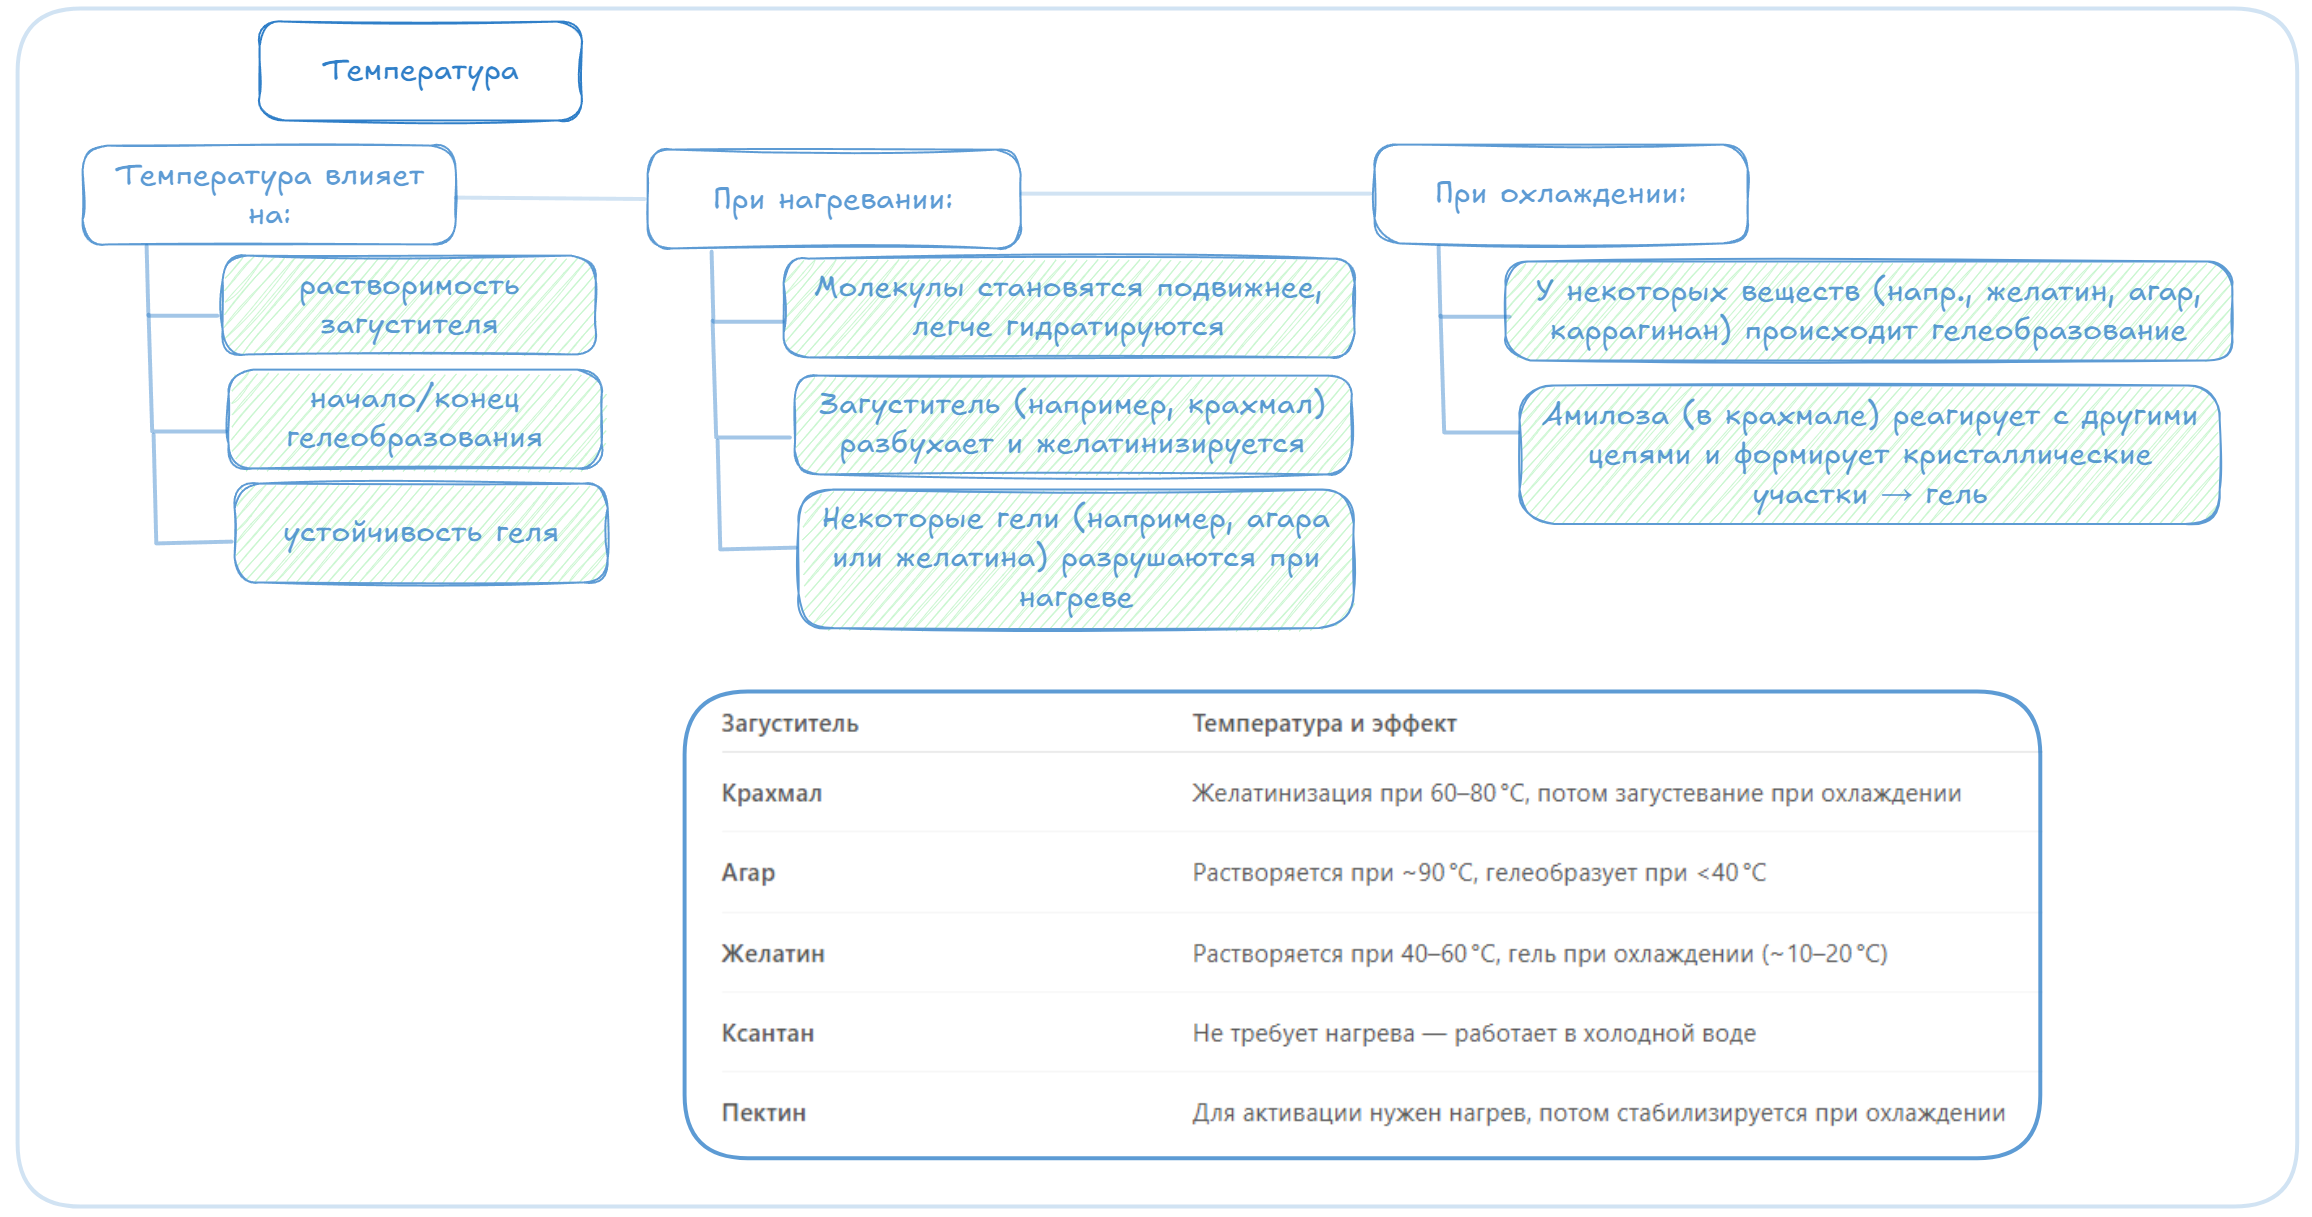 Температура
Температура влияет
на:
растворимость
загустителя
начало/конец
гелеобразования
устойчивость геля
При нагревании:
Молекулы становятся подвижнее,
легче гидратируются
Загуститель (например, крахмал)
разбухает и желатинизируется
Некоторые гели (например, агара
или желатина) разрушаются при
нагреве
При охлаждении:
У некоторых веществ (напр., желатин, агар,
каррагинан) происходит гелеобразование
Амилоза (в крахмале) реагирует с другими
цепями и формирует кристаллические
участки → гель
Загуститель Температура и эффект
Крахмал Желатинизация при 60–80 °C, потом загустевание при охлаждении
Агар Растворяется при ~90 °C, гелеобразует при <40 °C
Желатин Растворяется при 40–60 °C, гель при охлаждении (~10–20 °C)
Ксантан Не требует нагрева — работает в холодной воде
Пектин Для активации нужен нагрев, потом стабилизируется при охлаждении